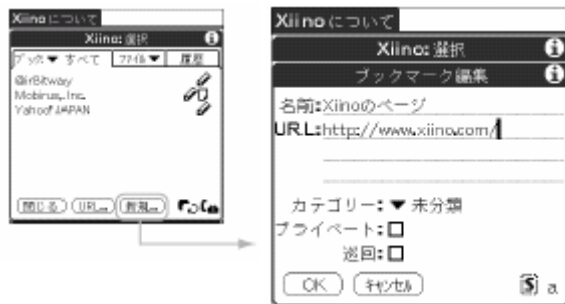 Xiinoについて
Xiino: 選択
ブック ▼ すべて ファイル ▼ 履歴
@irBitway
Mobirus, Inc.
Yahoo! JAPAN
閉じる URL... 新規...
Xiinoについて
Xiino: 選択
ブックマーク編集
名前: Xiinoのページ
URL: http://www.xiino.com/
カテゴリー: ▼ 未分類
プライベート:
巡回:
OK キャンセル S a